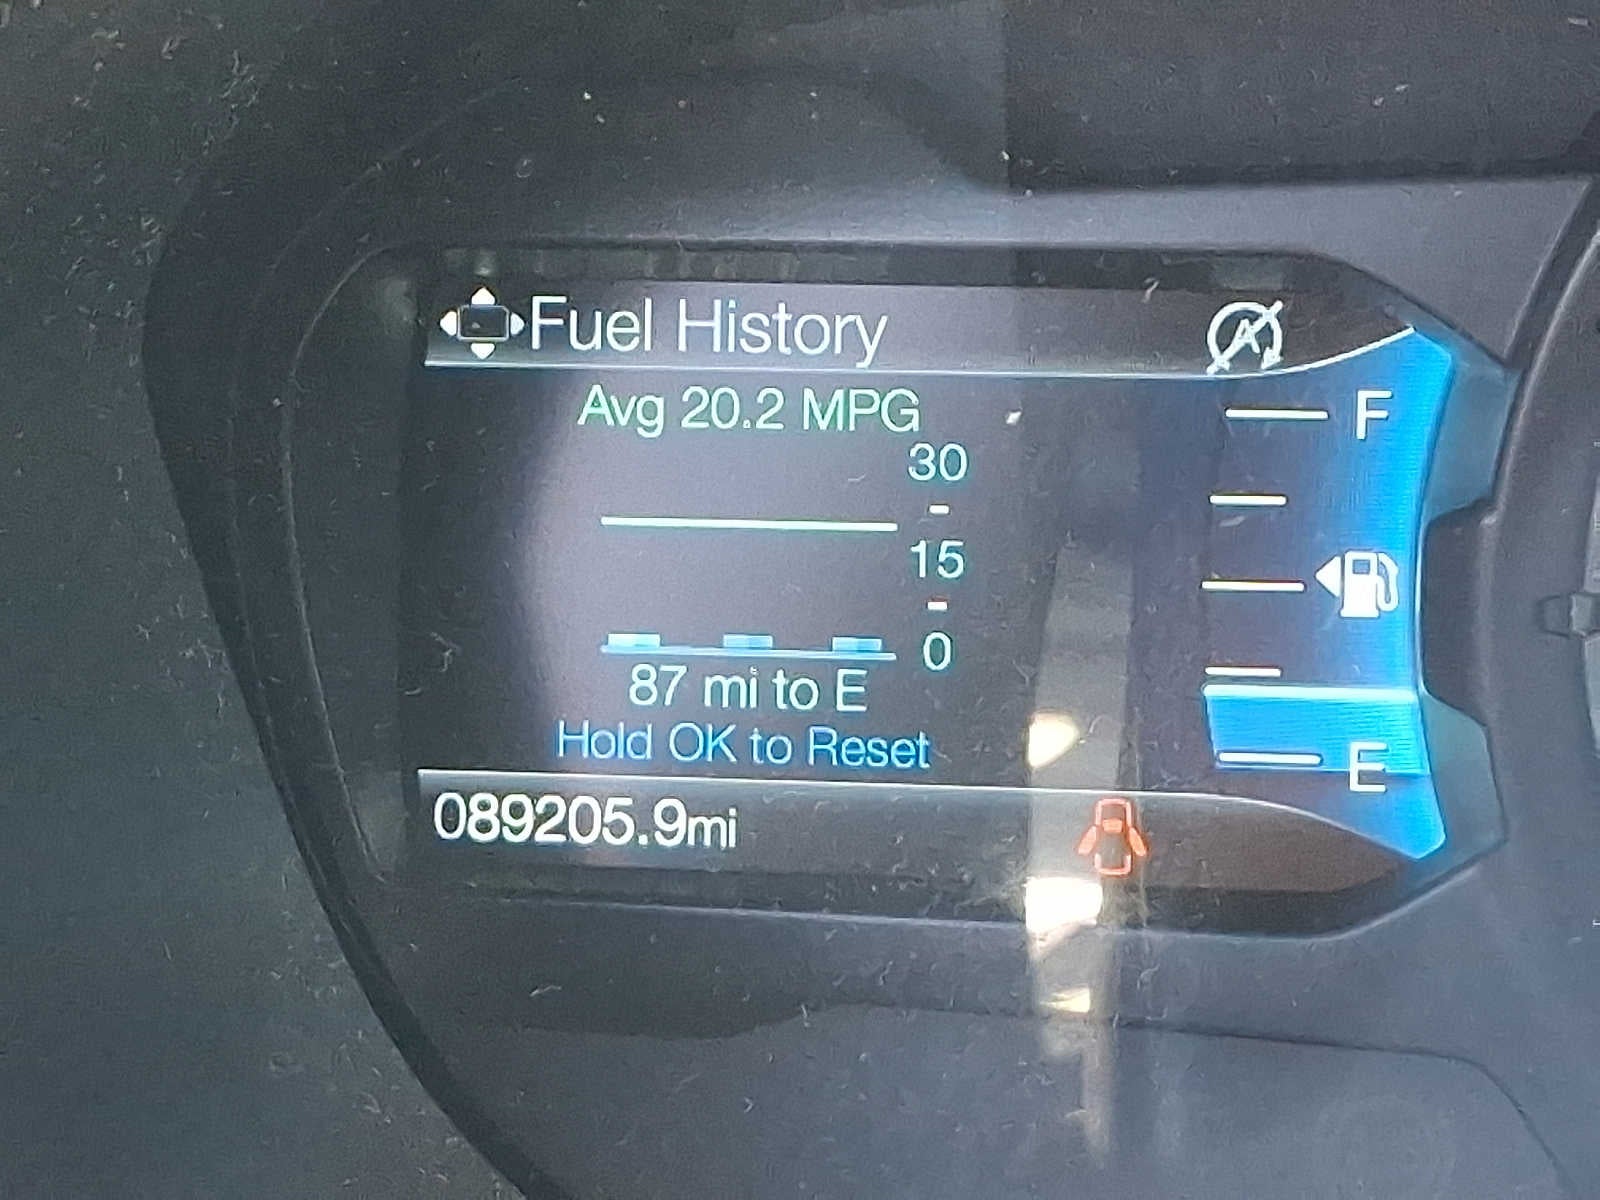 Fuel History
Avg 20.2 MPG
30
15
0
87 mi to E
Hold OK to Reset
089205.9mi
A
F
E